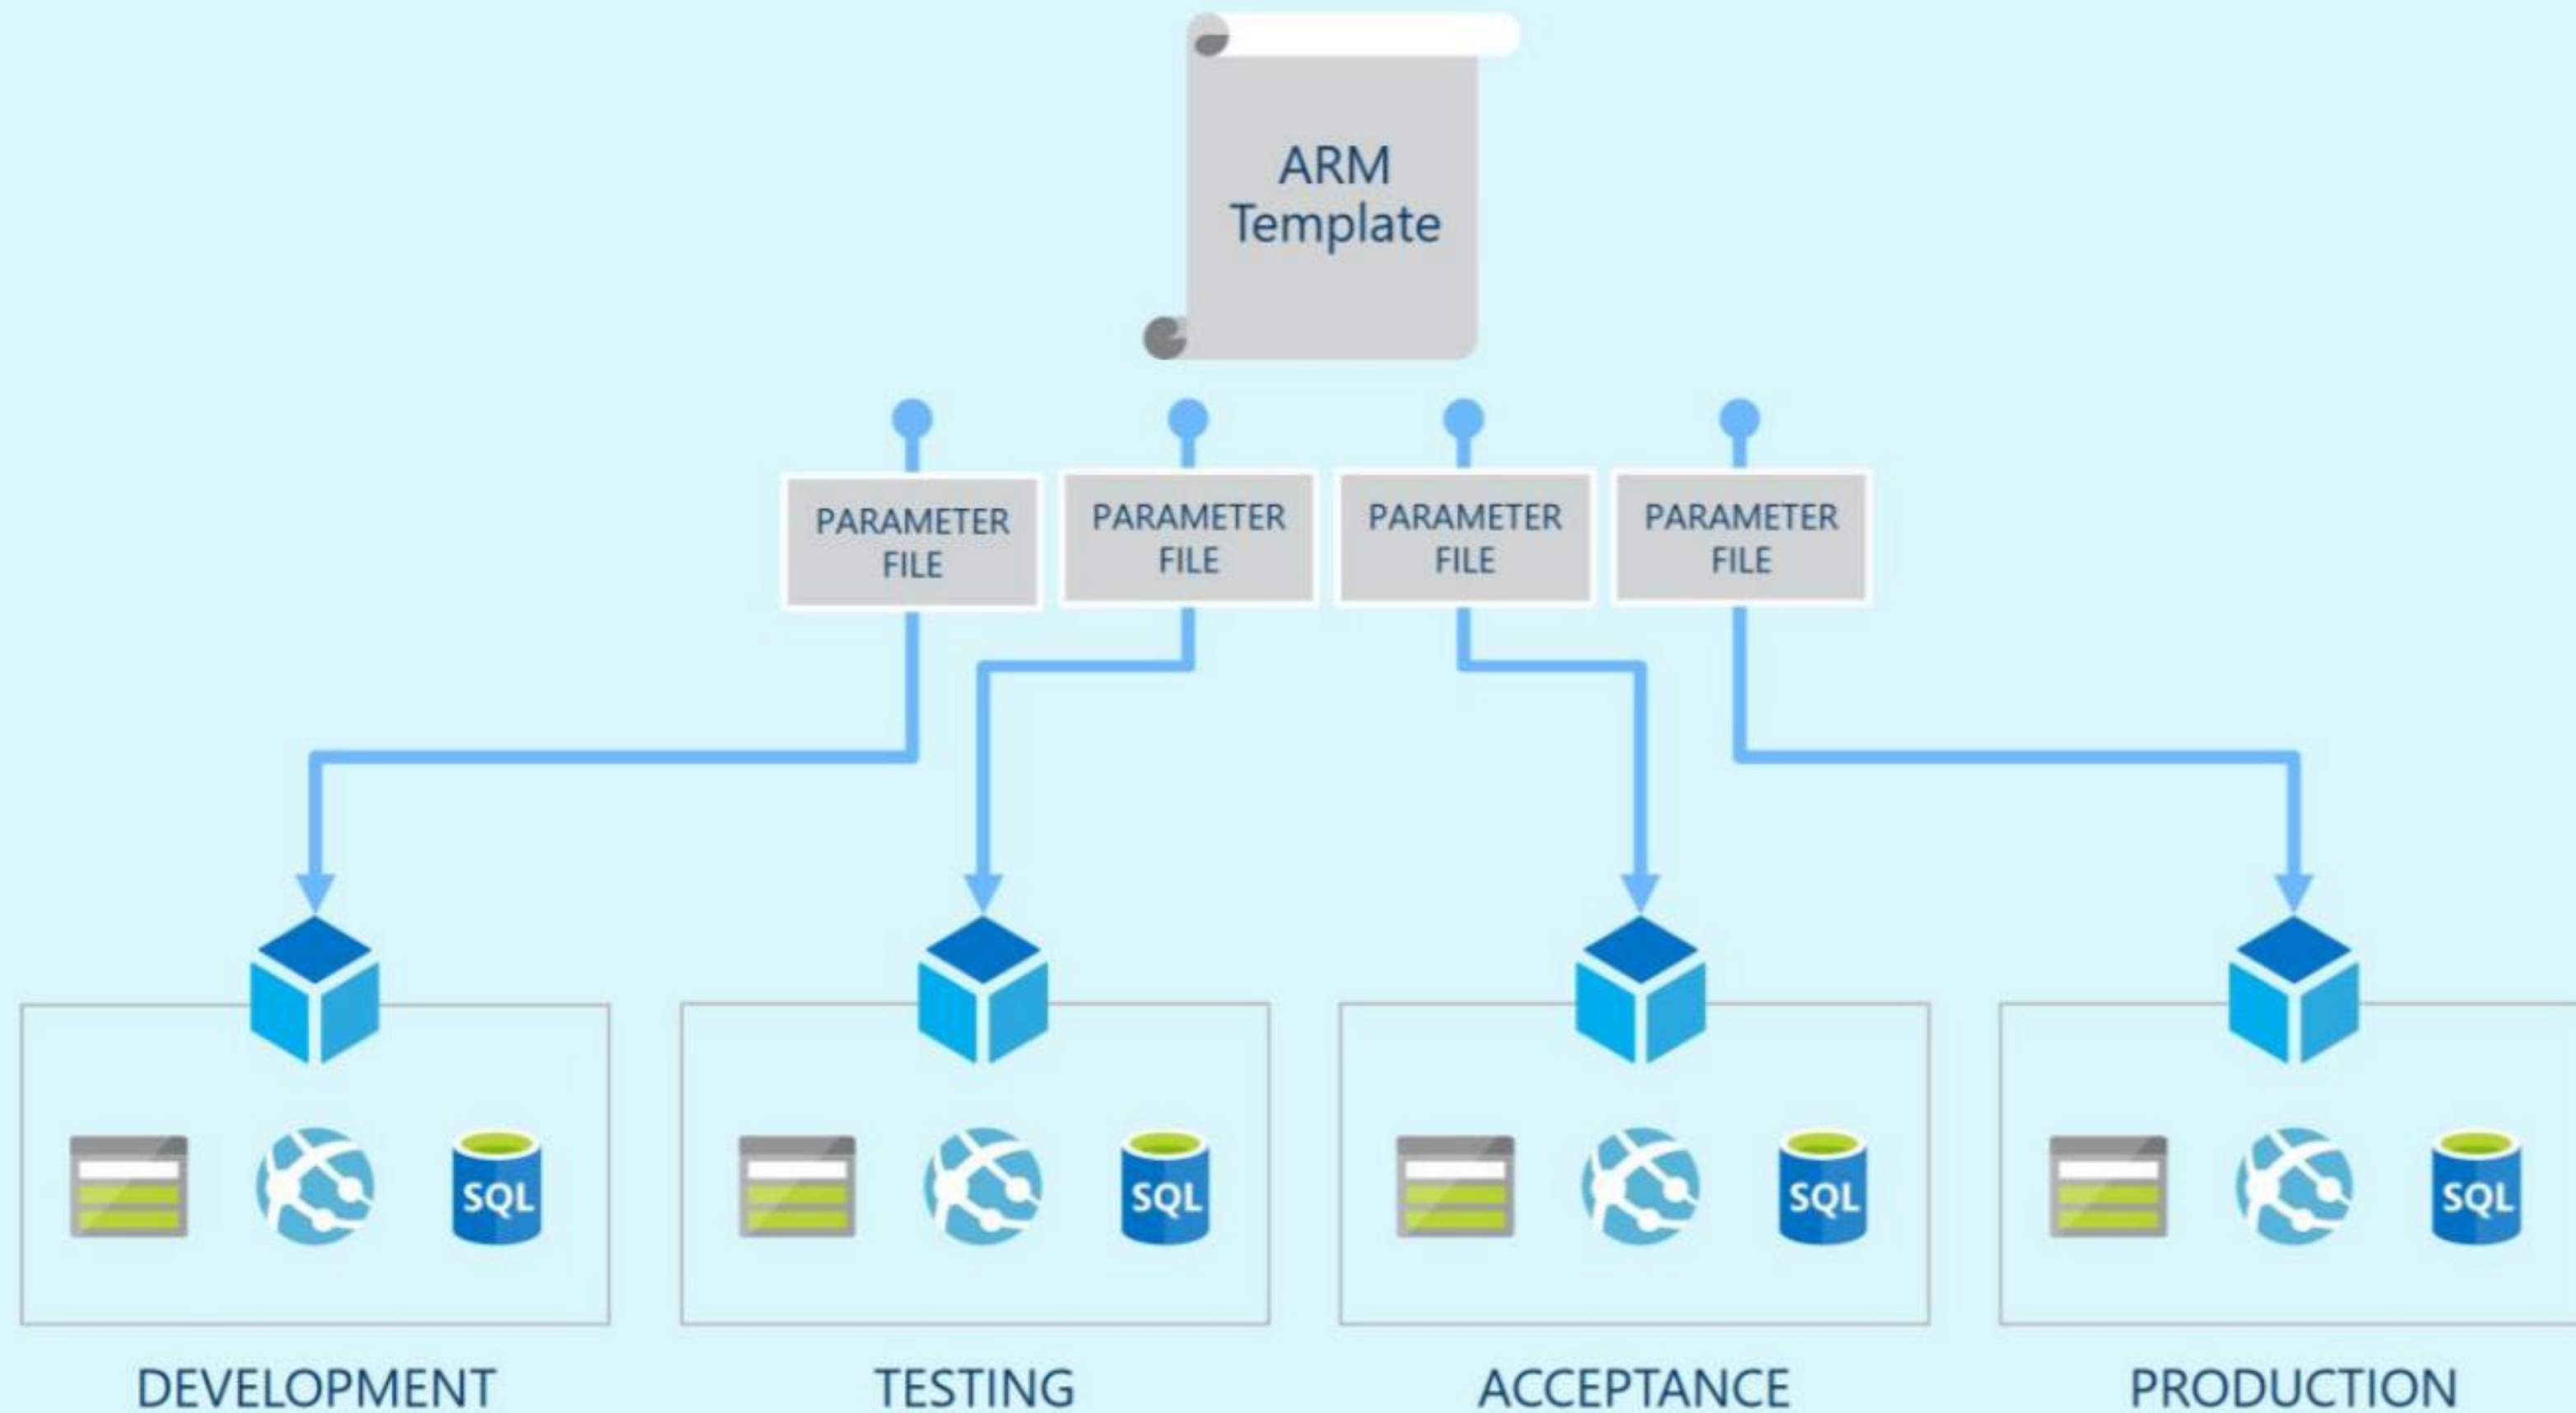 ARM
Template
PARAMETER
FILE
PARAMETER
FILE
PARAMETER
FILE
PARAMETER
FILE
SQL
SQL
SQL
SQL
DEVELOPMENT
TESTING
ACCEPTANCE
PRODUCTION